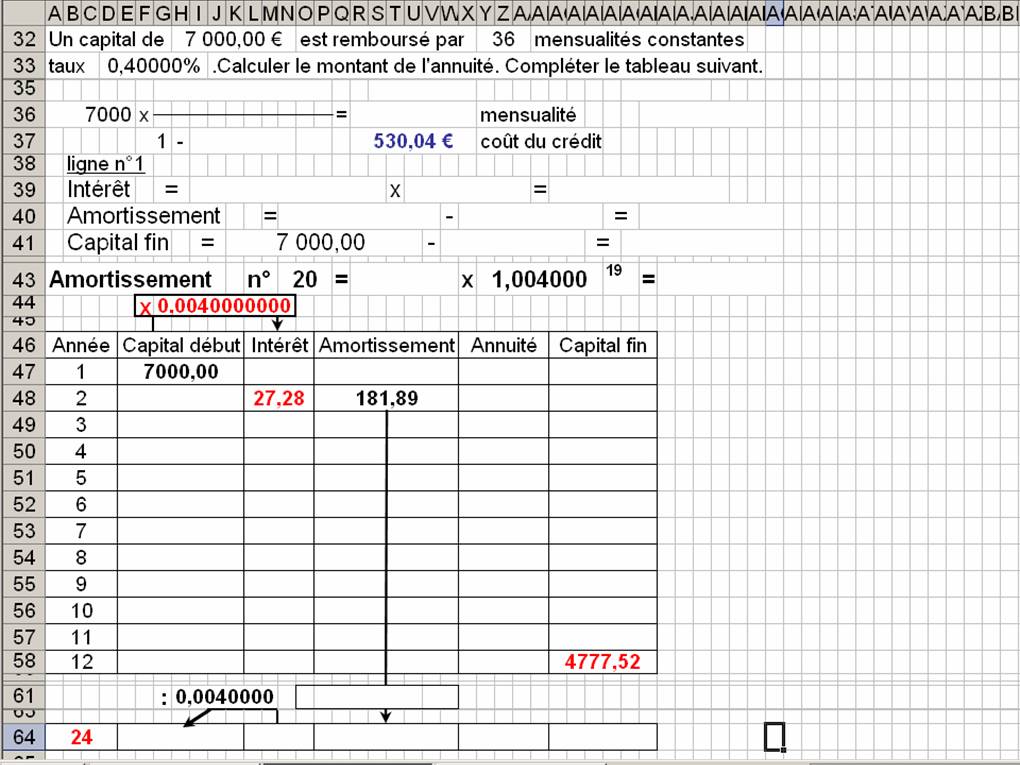 A B C D E F G H I J K L M N O P Q R S T U V W X Y Z
32 Un capital de 7 000,00 € est remboursé par 36 mensualités constantes
33 taux 0,40000% .Calculer le montant de l'annuité. Compléter le tableau suivant.
35
36 7000 x = mensualité
37 1 - 530,04 € coût du crédit
38 ligne n°1
39 Intérêt = x =
40 Amortissement = - =
41 Capital fin = 7 000,00 - =
43 Amortissement n° 20 = x 1,004000 19 =
44 x 0,0040000000
45
46 Année Capital début Intérêt Amortissement Annuité Capital fin
47 1 7000,00
48 2 27,28 181,89
49 3
50 4
51 5
52 6
53 7
54 8
55 9
56 10
57 11
58 12 4777,52
61 : 0,0040000
64 24